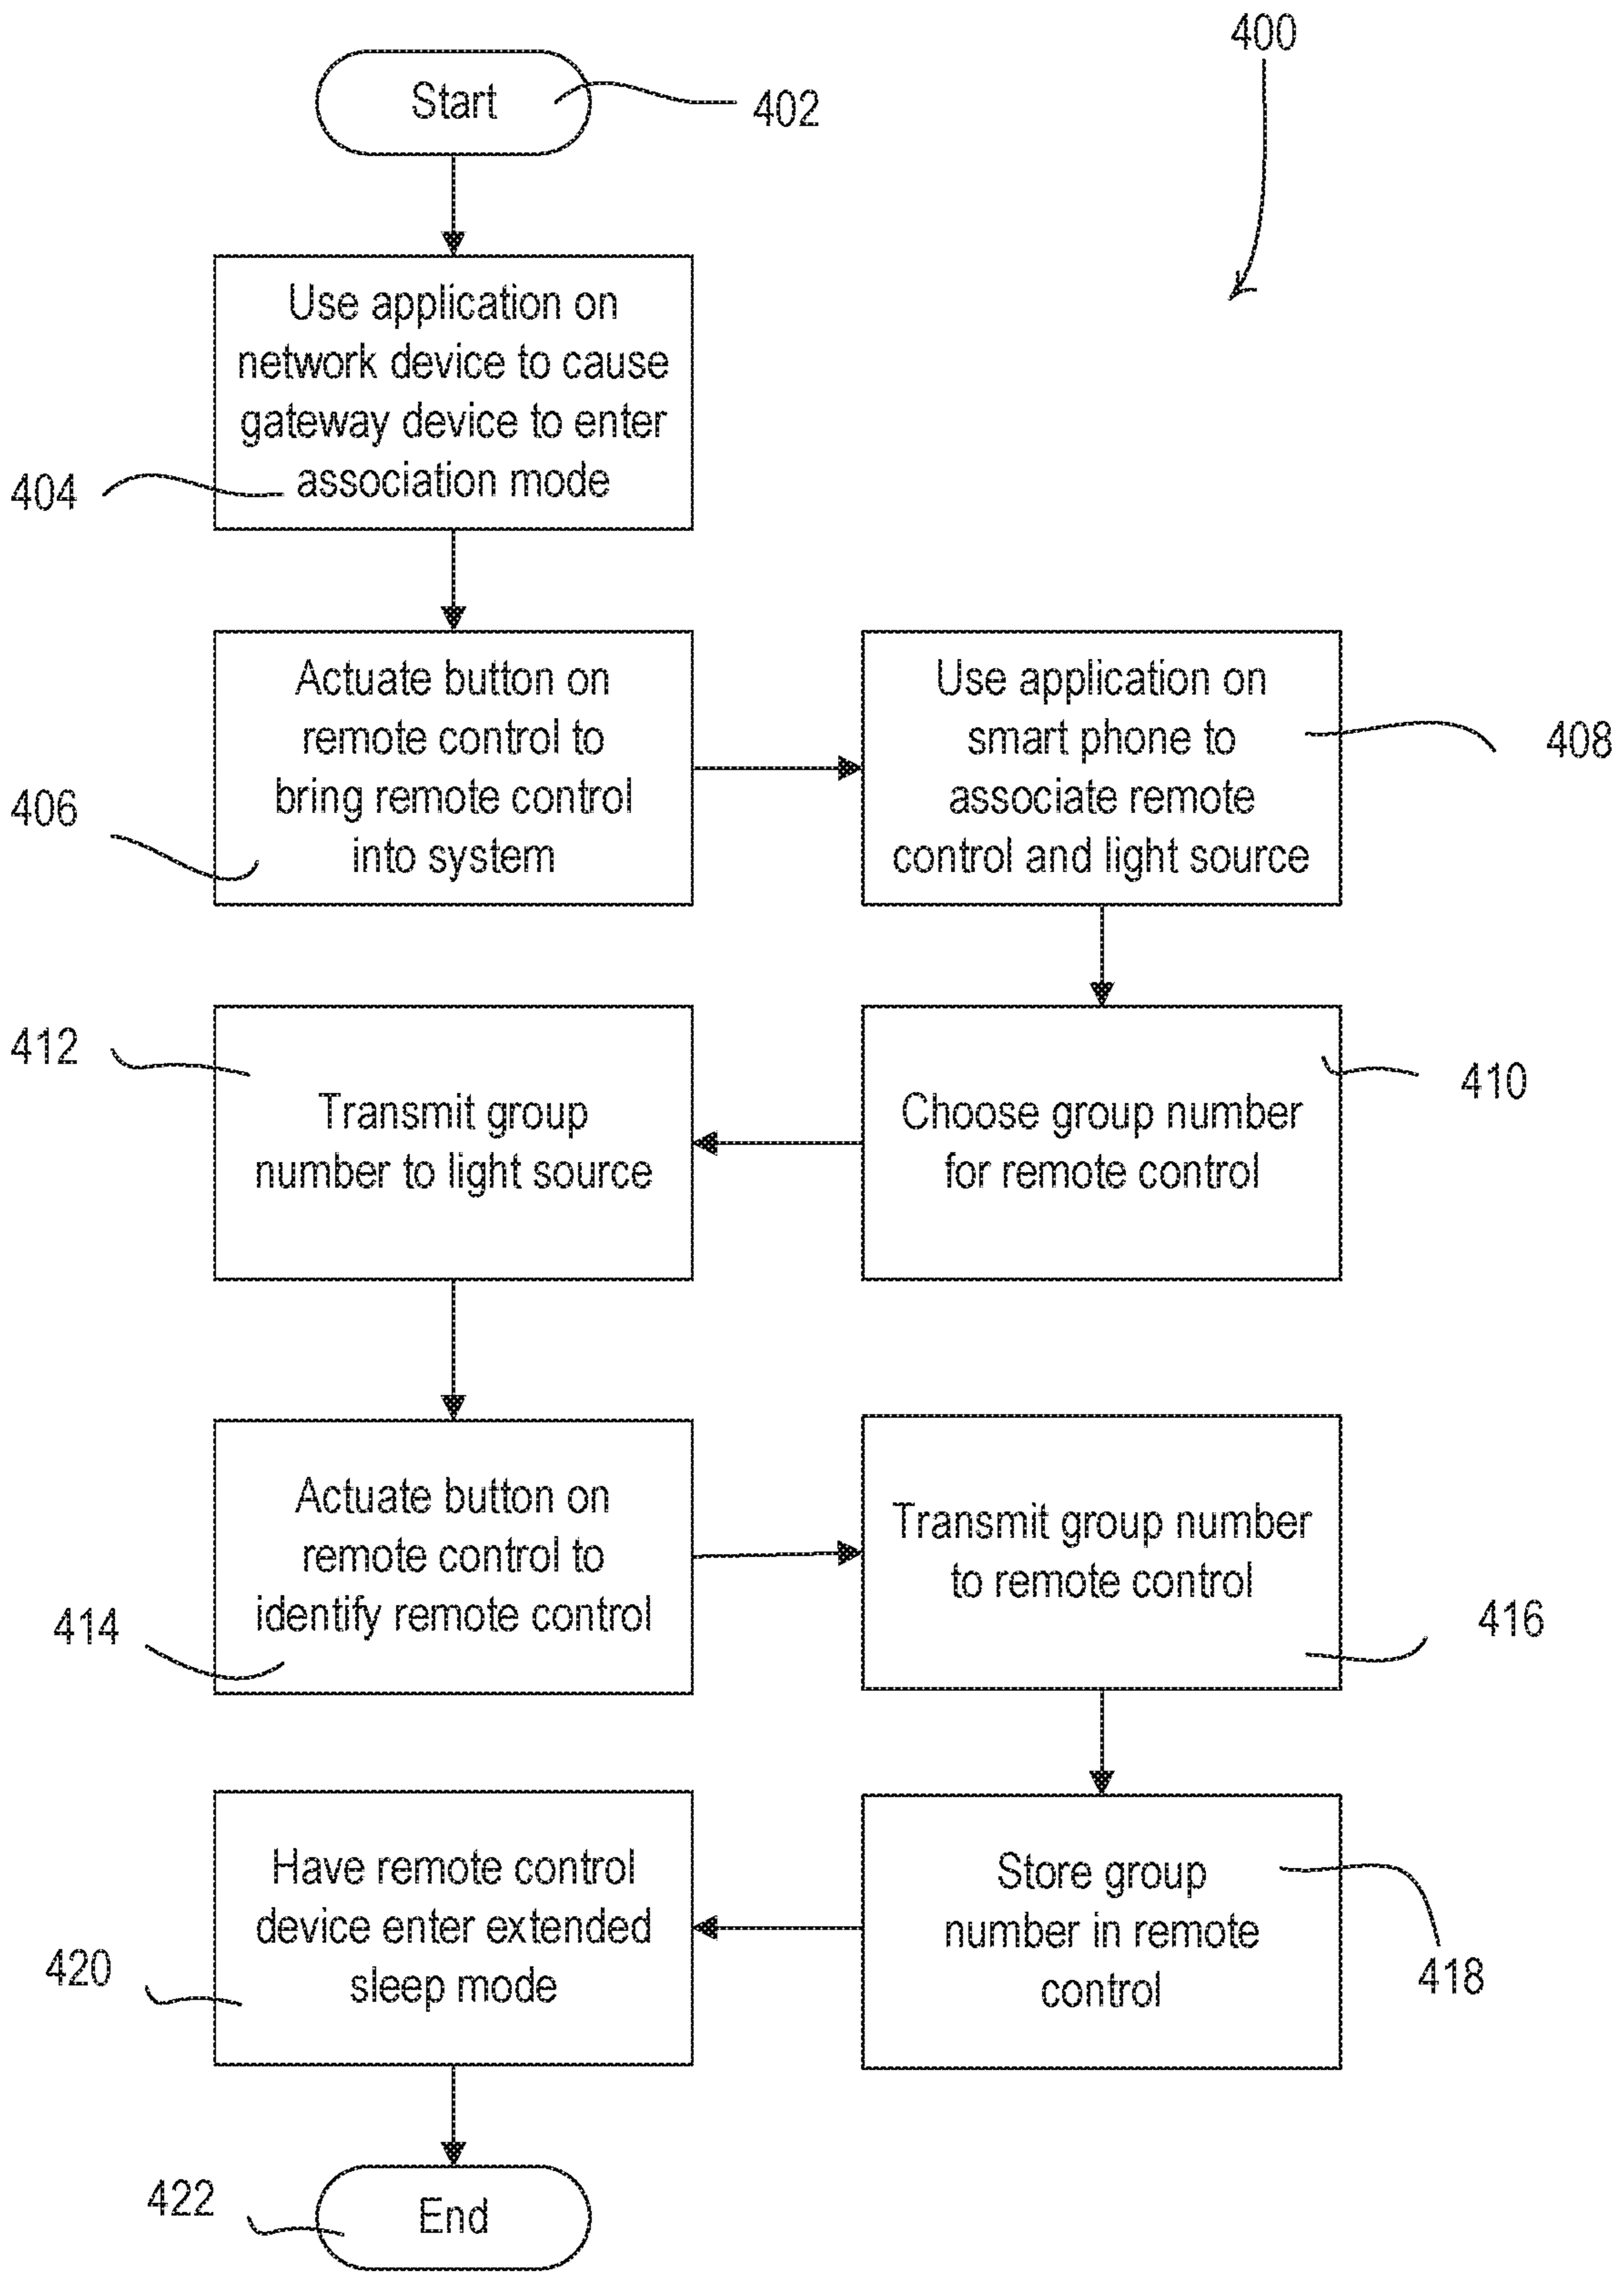 400
Start
402
Use application on
network device to cause
gateway device to enter
association mode
404
Actuate button on
remote control to
bring remote control
into system
406
Use application on
smart phone to
associate remote
control and light source
408
Choose group number
for remote control
410
Transmit group
number to light source
412
Actuate button on
remote control to
identify remote control
414
Transmit group number
to remote control
416
Store group
number in remote
control
418
Have remote control
device enter extended
sleep mode
420
End
422